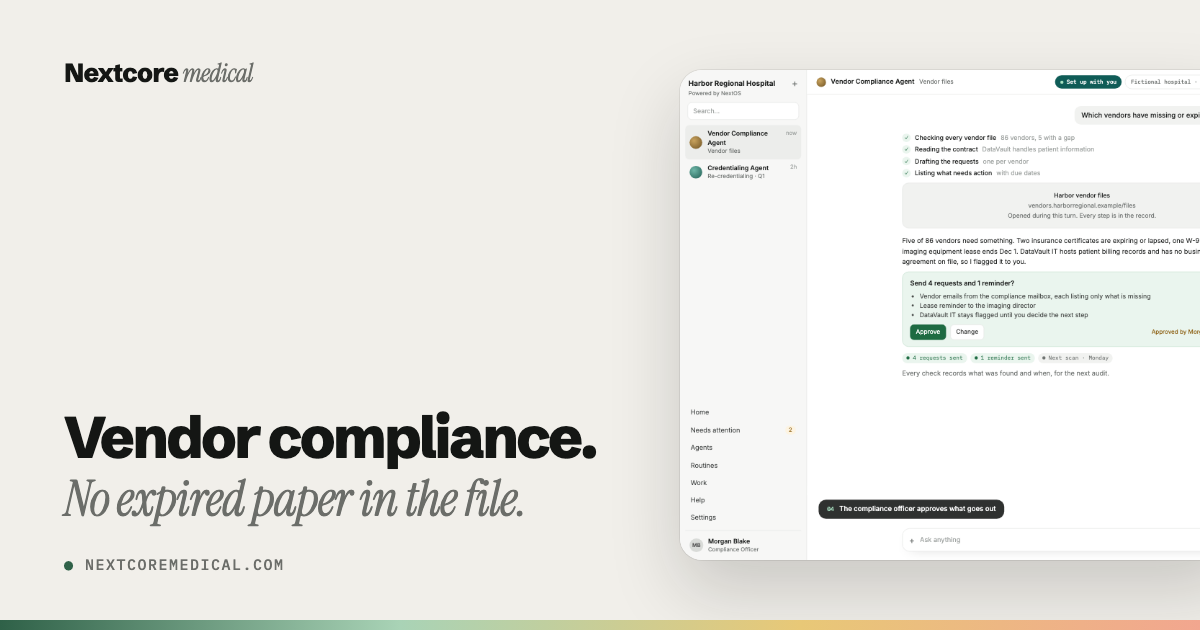 Nextcore medical
Vendor compliance.
No expired paper in the file.
NEXTCOREMEDICAL.COM
Harbor Regional Hospital +
Powered by NextOS
Search...
Vendor Compliance Agent now
Vendor files
Credentialing Agent 2h
Re-credentialing · Q1
Home
Needs attention 2
Agents
Routines
Work
Help
Settings
MB Morgan Blake
Compliance Officer
Vendor Compliance Agent Vendor files
Set up with you
Fictional hospital ·
Which vendors have missing or expi
Checking every vendor file 86 vendors, 5 with a gap
Reading the contract DataVault handles patient information
Drafting the requests one per vendor
Listing what needs action with due dates
Harbor vendor files
vendors.harborregional.example/files
Opened during this turn. Every step is in the record.
Five of 86 vendors need something. Two insurance certificates are expiring or lapsed, one W-9
imaging equipment lease ends Dec 1. DataVault IT hosts patient billing records and has no busin
agreement on file, so I flagged it to you.
Send 4 requests and 1 reminder?
• Vendor emails from the compliance mailbox, each listing only what is missing
• Lease reminder to the imaging director
• DataVault IT stays flagged until you decide the next step
Approve Change Approved by Mor
4 requests sent 1 reminder sent Next scan · Monday
Every check records what was found and when, for the next audit.
04 The compliance officer approves what goes out
+ Ask anything